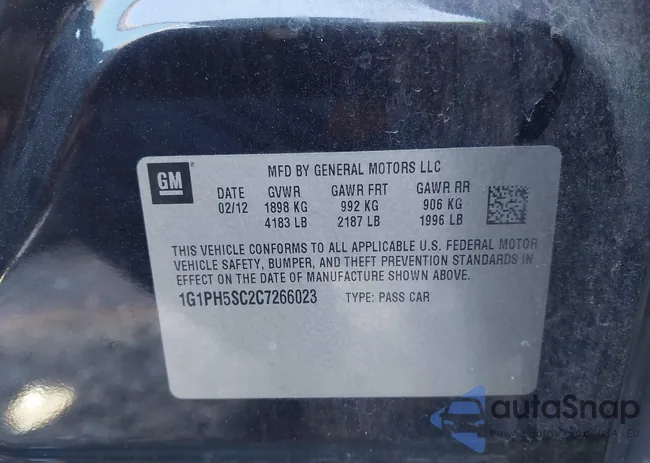 GM
MFD BY GENERAL MOTORS LLC
DATE GVWR GAWR FRT GAWR RR
02/12 1898 KG 992 KG 906 KG
4183 LB 2187 LB 1996 LB
THIS VEHICLE CONFORMS TO ALL APPLICABLE U.S. FEDERAL MOTOR
VEHICLE SAFETY, BUMPER, AND THEFT PREVENTION STANDARDS IN
EFFECT ON THE DATE OF MANUFACTURE SHOWN ABOVE.
1G1PH5SC2C7266023 TYPE: PASS CAR
autaSnap